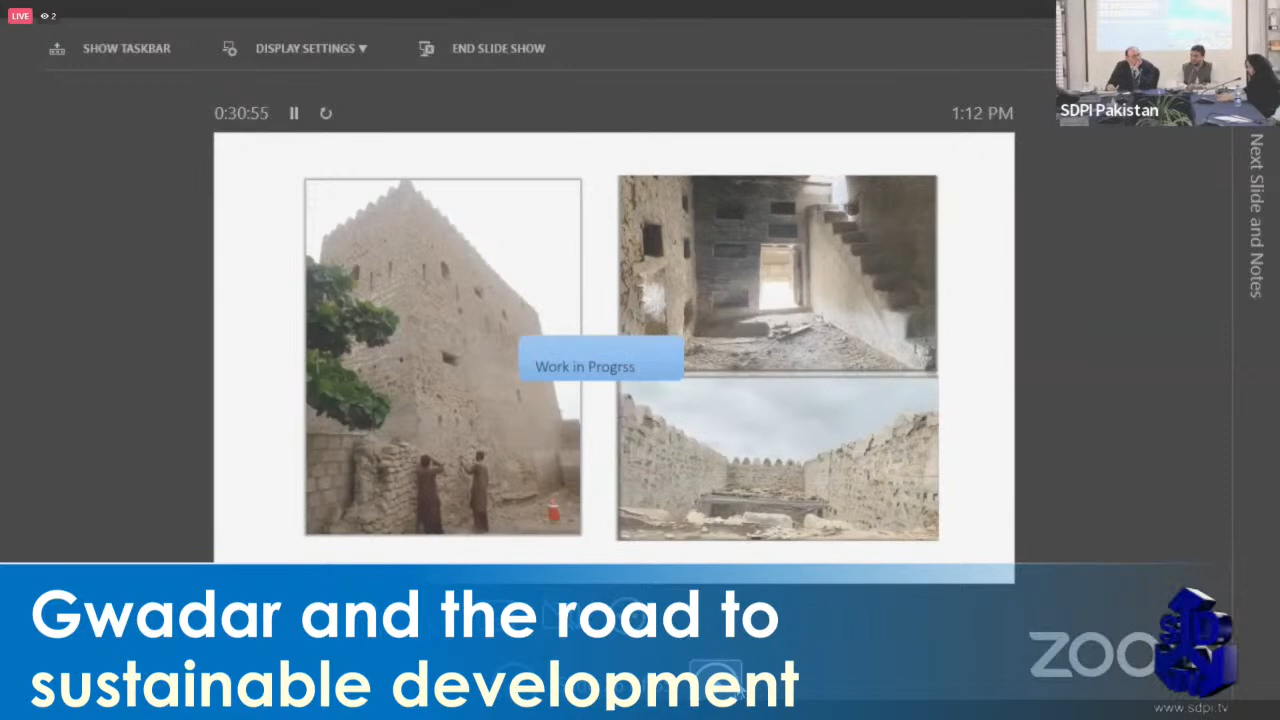 LIVE 2
SHOW TASKBAR DISPLAY SETTINGS ▼ END SLIDE SHOW
SDPI Pakistan
0:30:55 1:12 PM
Next Slide and Notes
Work in Progrss
Gwadar and the road to
sustainable development
ZOO
SDPI
www.sdpi.tv